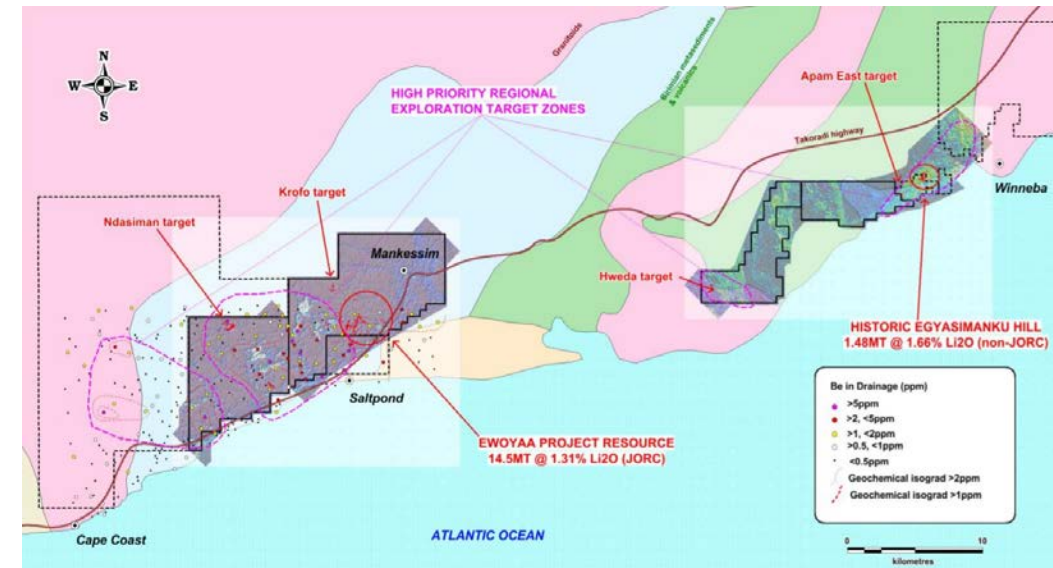 N
W
E
S
Granitoids
Birimian metasediments
& volcanics
HIGH PRIORITY REGIONAL
EXPLORATION TARGET ZONES
Apam East target
Takoradi highway
Winneba
Krofo target
Ndasiman target
Mankessim
Hweda target
HISTORIC EGYASIMANKU HILL
1.48MT @ 1.66% Li2O (non-JORC)
Saltpond
EWOYAA PROJECT RESOURCE
14.5MT @ 1.31% Li2O (JORC)
Be in Drainage (ppm)
>5ppm
>2, <5ppm
>1, <2ppm
>0.5, <1ppm
<0.5ppm
Geochemical isograd >2ppm
Geochemical isograd >1ppm
Cape Coast
ATLANTIC OCEAN
0
10
kilometres